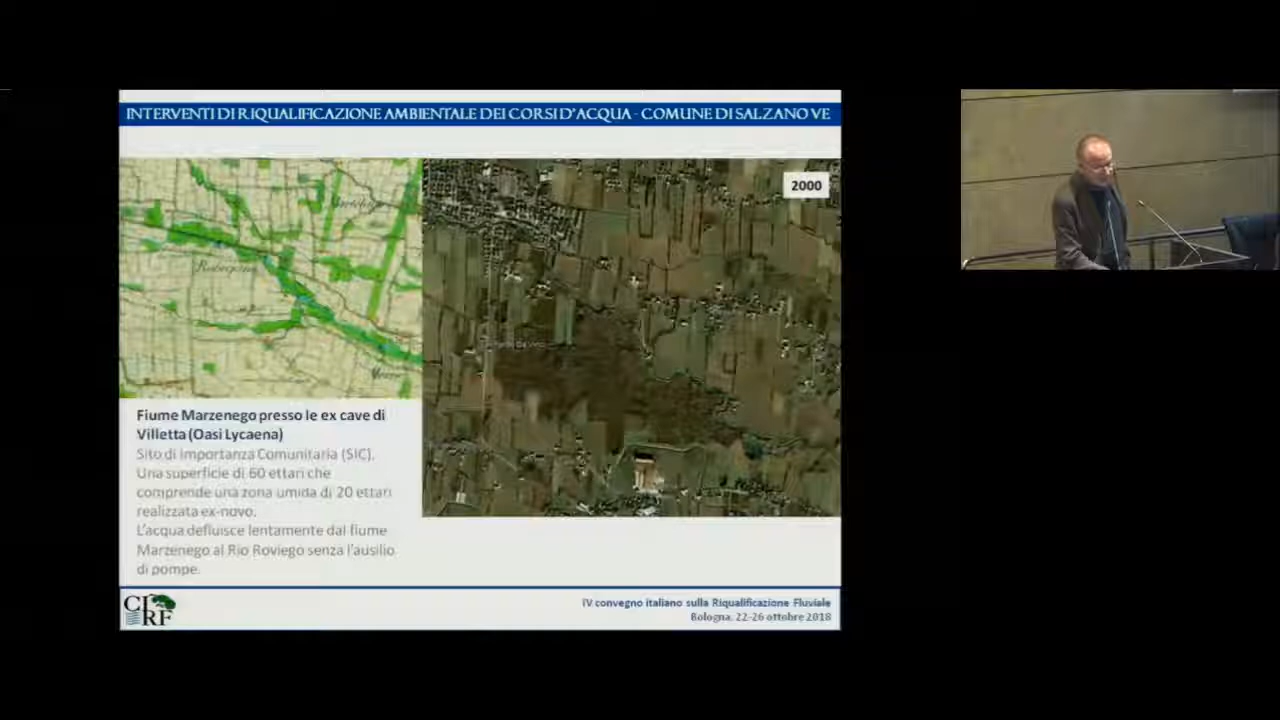 INTERVENTI DI RIQUALIFICAZIONE AMBIENTALE DEI CORSI D'ACQUA - COMUNE DI SALZANO VE
2000
Fiume Marzenego presso le ex cave di
Villetta (Oasi Lycaena)
Sito di Importanza Comunitaria (SIC).
Una superficie di 60 ettari che
comprende una zona umida di 20 ettari
realizzata ex-novo.
L'acqua defluisce lentamente dal fiume
Marzenego al Rio Roviego senza l'ausilio
di pompe.
CIRF
IV convegno italiano sulla Riqualificazione Fluviale
Bologna, 22-26 ottobre 2018